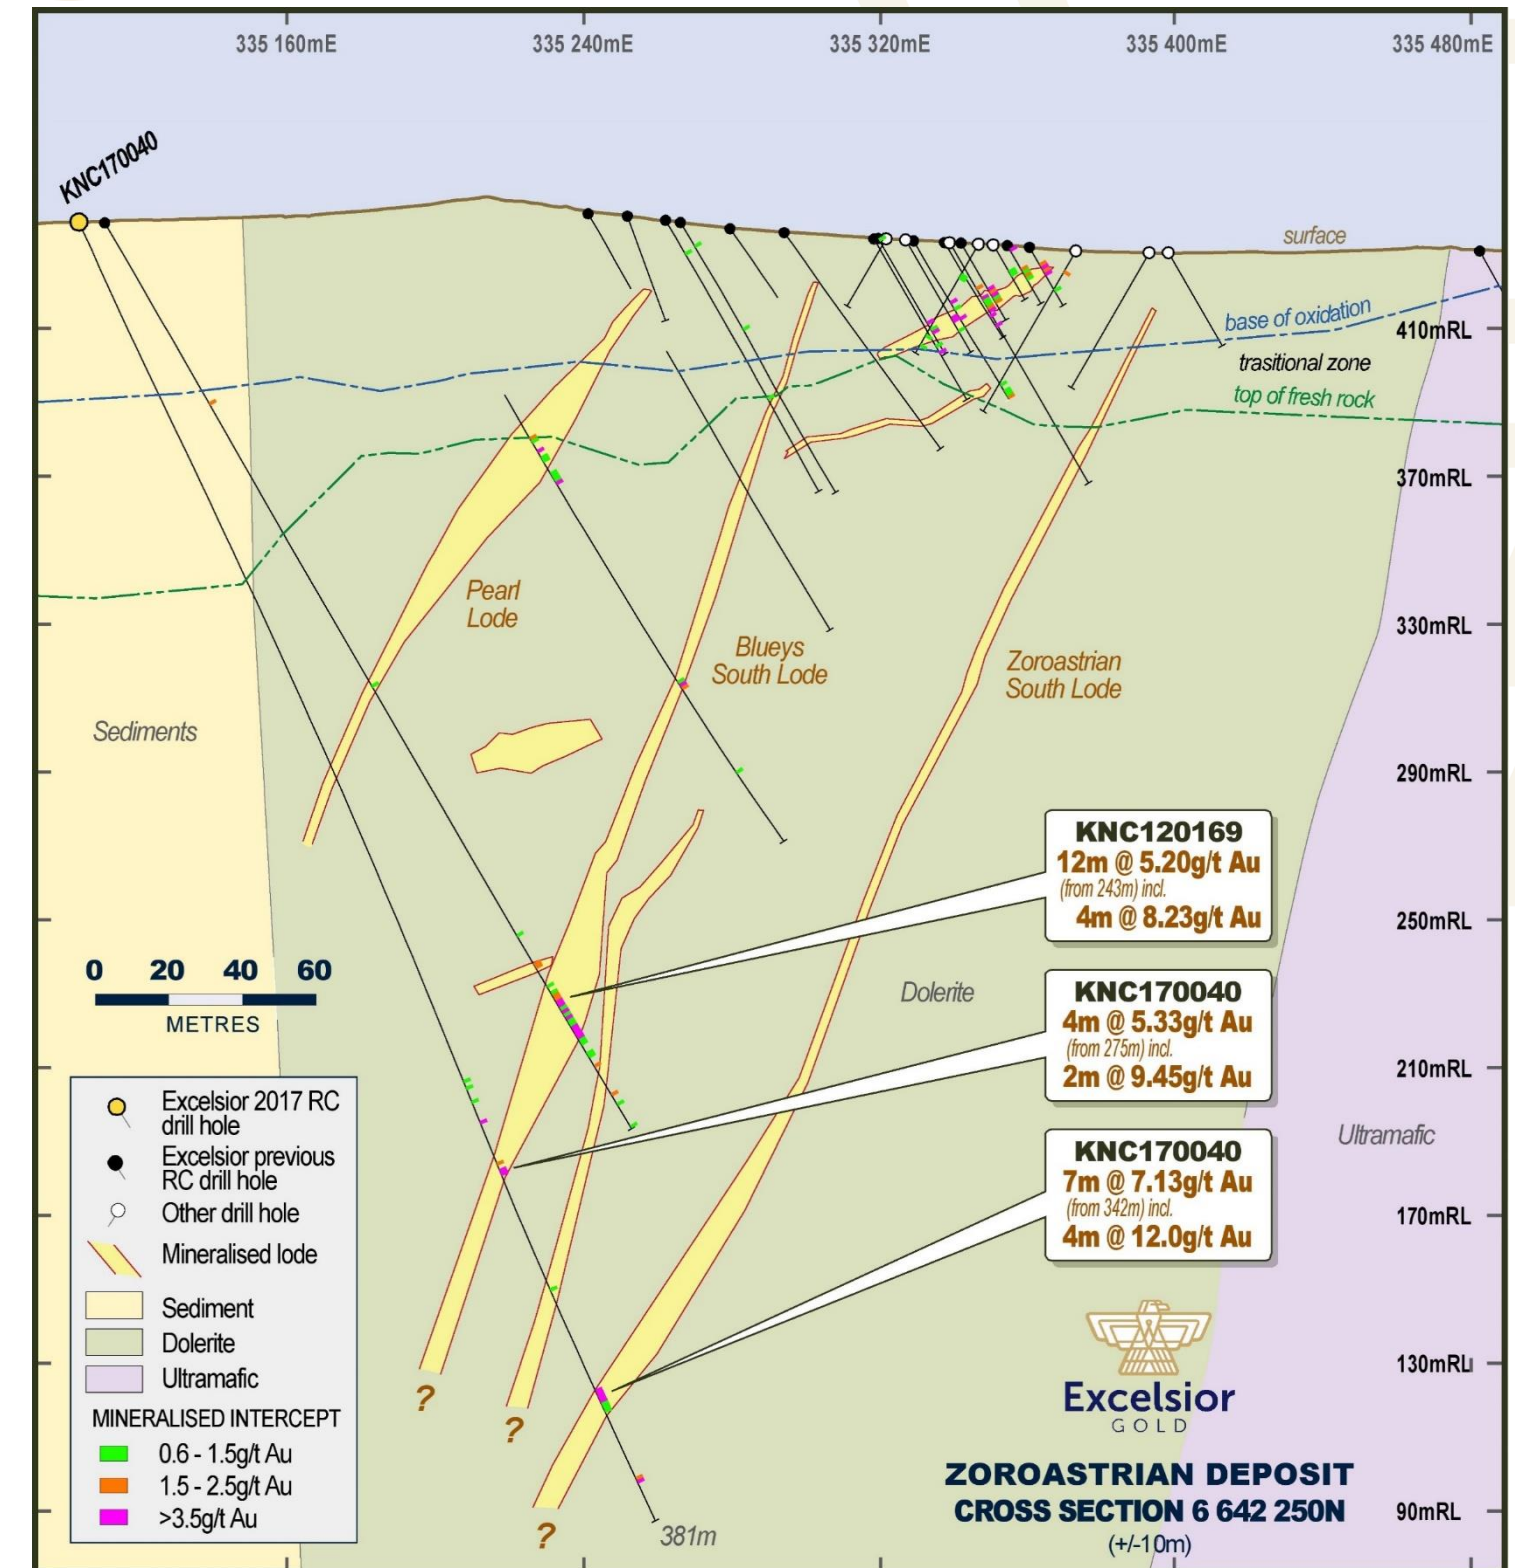 335 160mE
335 240mE
335 320mE
335 400mE
335 480mE
KNC170040
surface
base of oxidation
410mRL
trasitional zone
top of fresh rock
370mRL
Pearl
Lode
330mRL
Blueys
South Lode
Zoroastrian
South Lode
Sediments
290mRL
KNC120169
12m @ 5.20g/t Au
(from 243m) incl.
4m @ 8.23g/t Au
250mRL
0 20 40 60
METRES
Dolerite
KNC170040
4m @ 5.33g/t Au
(from 275m) incl.
2m @ 9.45g/t Au
210mRL
Ultramafic
KNC170040
7m @ 7.13g/t Au
(from 342m) incl.
4m @ 12.0g/t Au
170mRL
130mRL
90mRL
Excelsior 2017 RC
drill hole
Excelsior previous
RC drill hole
Other drill hole
Mineralised lode
Sediment
Dolerite
Ultramafic
MINERALISED INTERCEPT
0.6 - 1.5g/t Au
1.5 - 2.5g/t Au
>3.5g/t Au
?
?
?
381m
Excelsior
GOLD
ZOROASTRIAN DEPOSIT
CROSS SECTION 6 642 250N
(+/-10m)